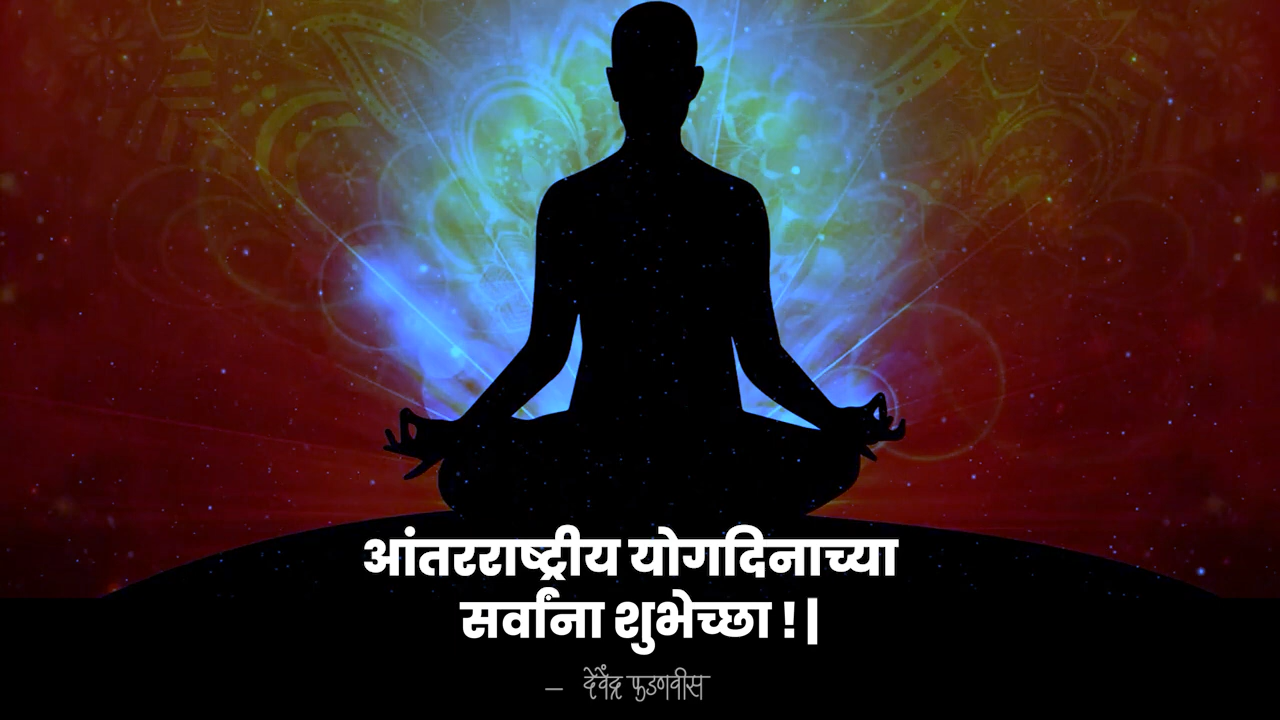 आंतरराष्ट्रीय योगदिनाच्या
सर्वांना शुभेच्छा ! |
– देवेंद्र फडणवीस